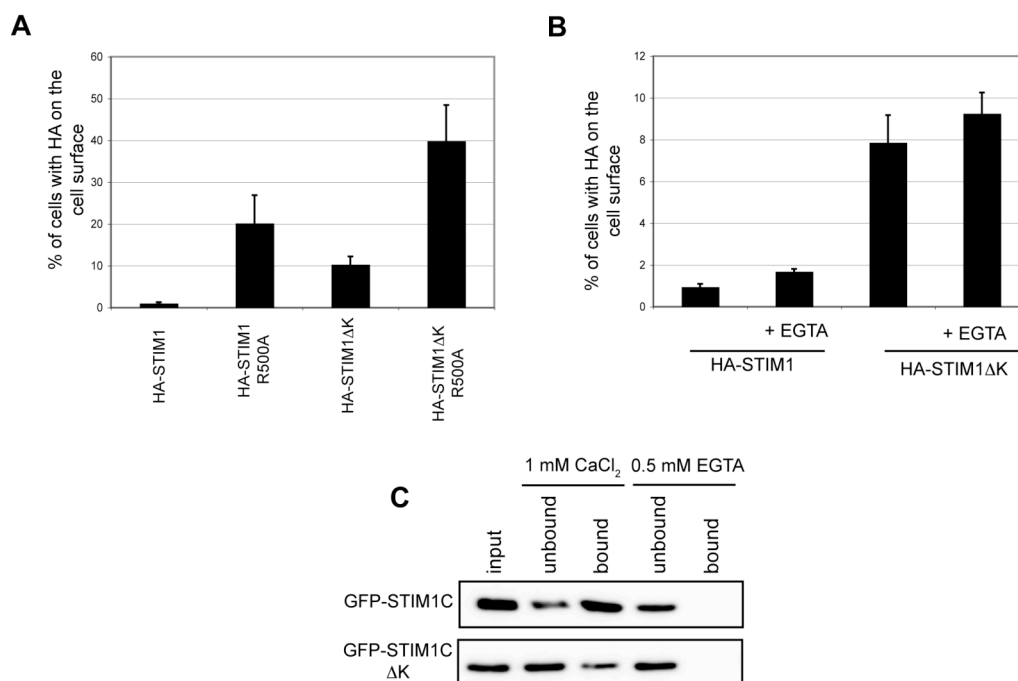 A
% of cells with HA on the
cell surface
60
50
40
30
20
10
0
HA-STIM1
HA-STIM1
R500A
HA-STIM1ΔK
HA-STIM1ΔK
R500A
B
% of cells with HA on the
cell surface
12
10
8
6
4
2
0
+ EGTA
+ EGTA
HA-STIM1
HA-STIM1ΔK
C
1 mM CaCl₂
0.5 mM EGTA
input
unbound
bound
unbound
bound
GFP-STIM1C
GFP-STIM1C
ΔK